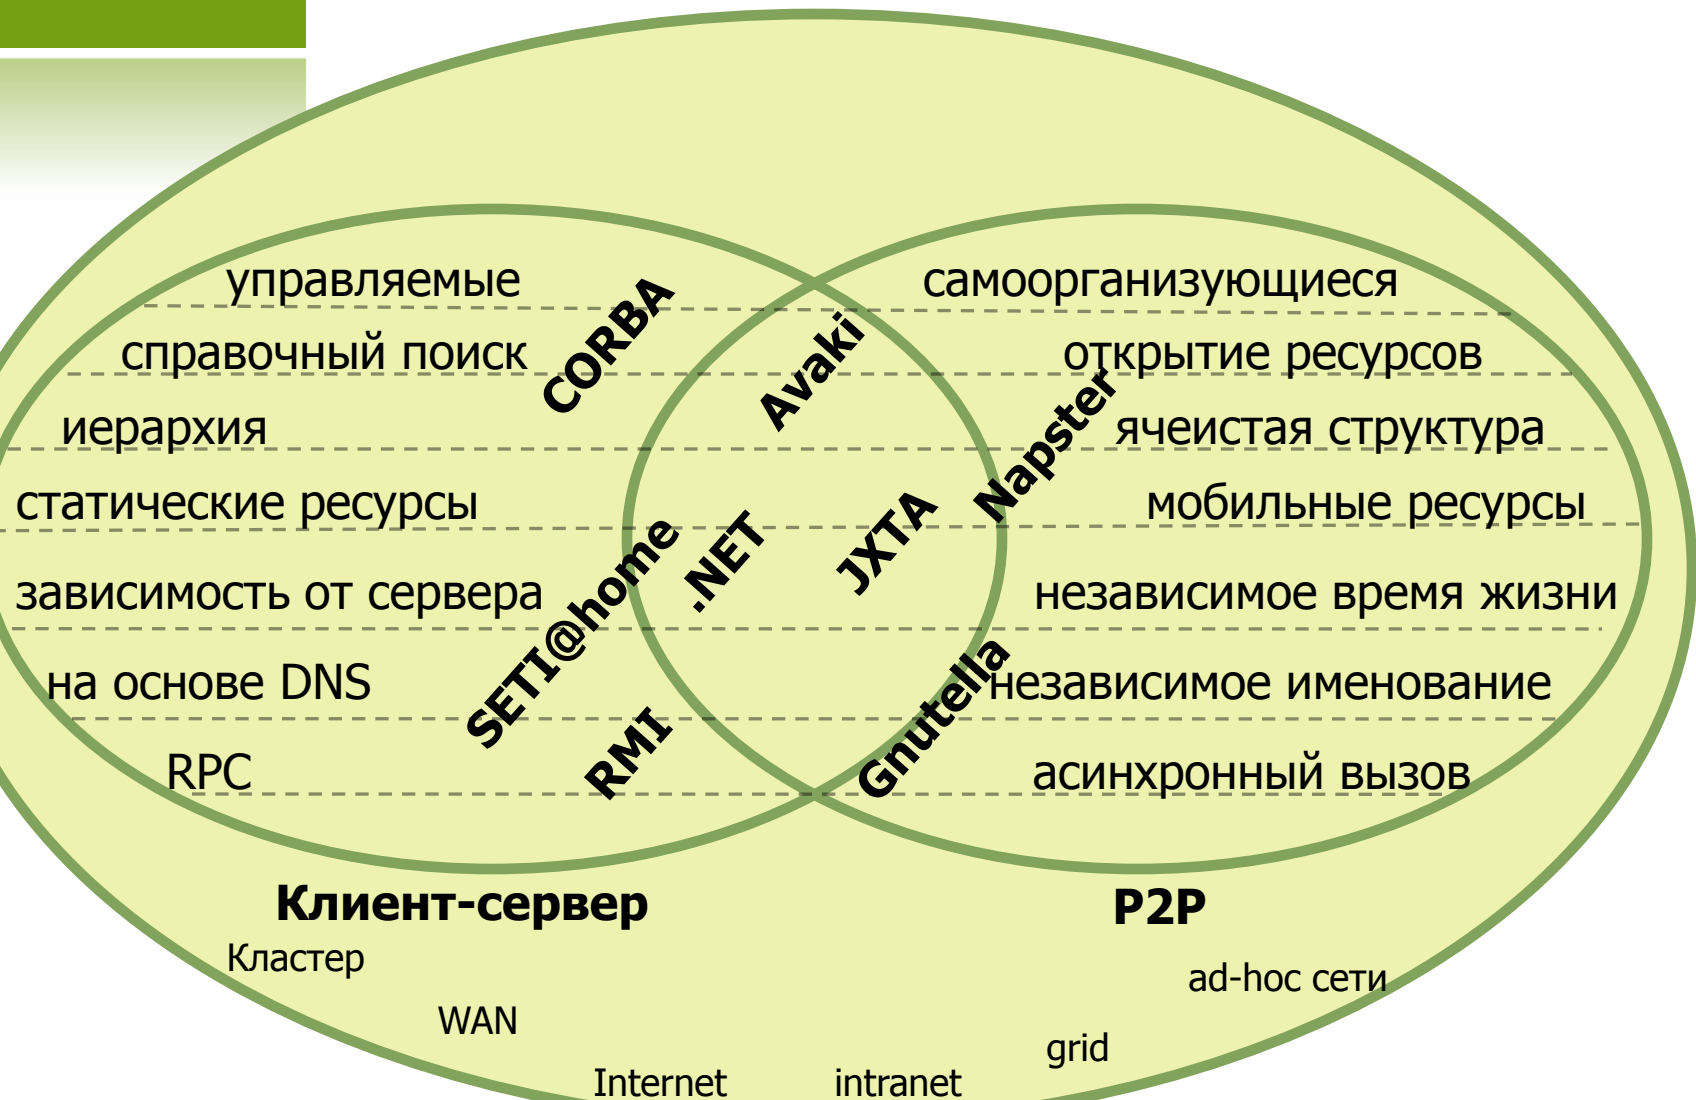 управляемые
самоорганизующиеся
CORBA
справочный поиск
Avaki
открытие ресурсов
иерархия
Napster
ячеистая структура
статические ресурсы
мобильные ресурсы
SETI@home
.NET
JXTA
зависимость от сервера
независимое время жизни
на основе DNS
Gnutella
независимое именование
RPC
RMI
асинхронный вызов
Клиент-сервер
P2P
Кластер
ad-hoc сети
WAN
grid
Internet
intranet